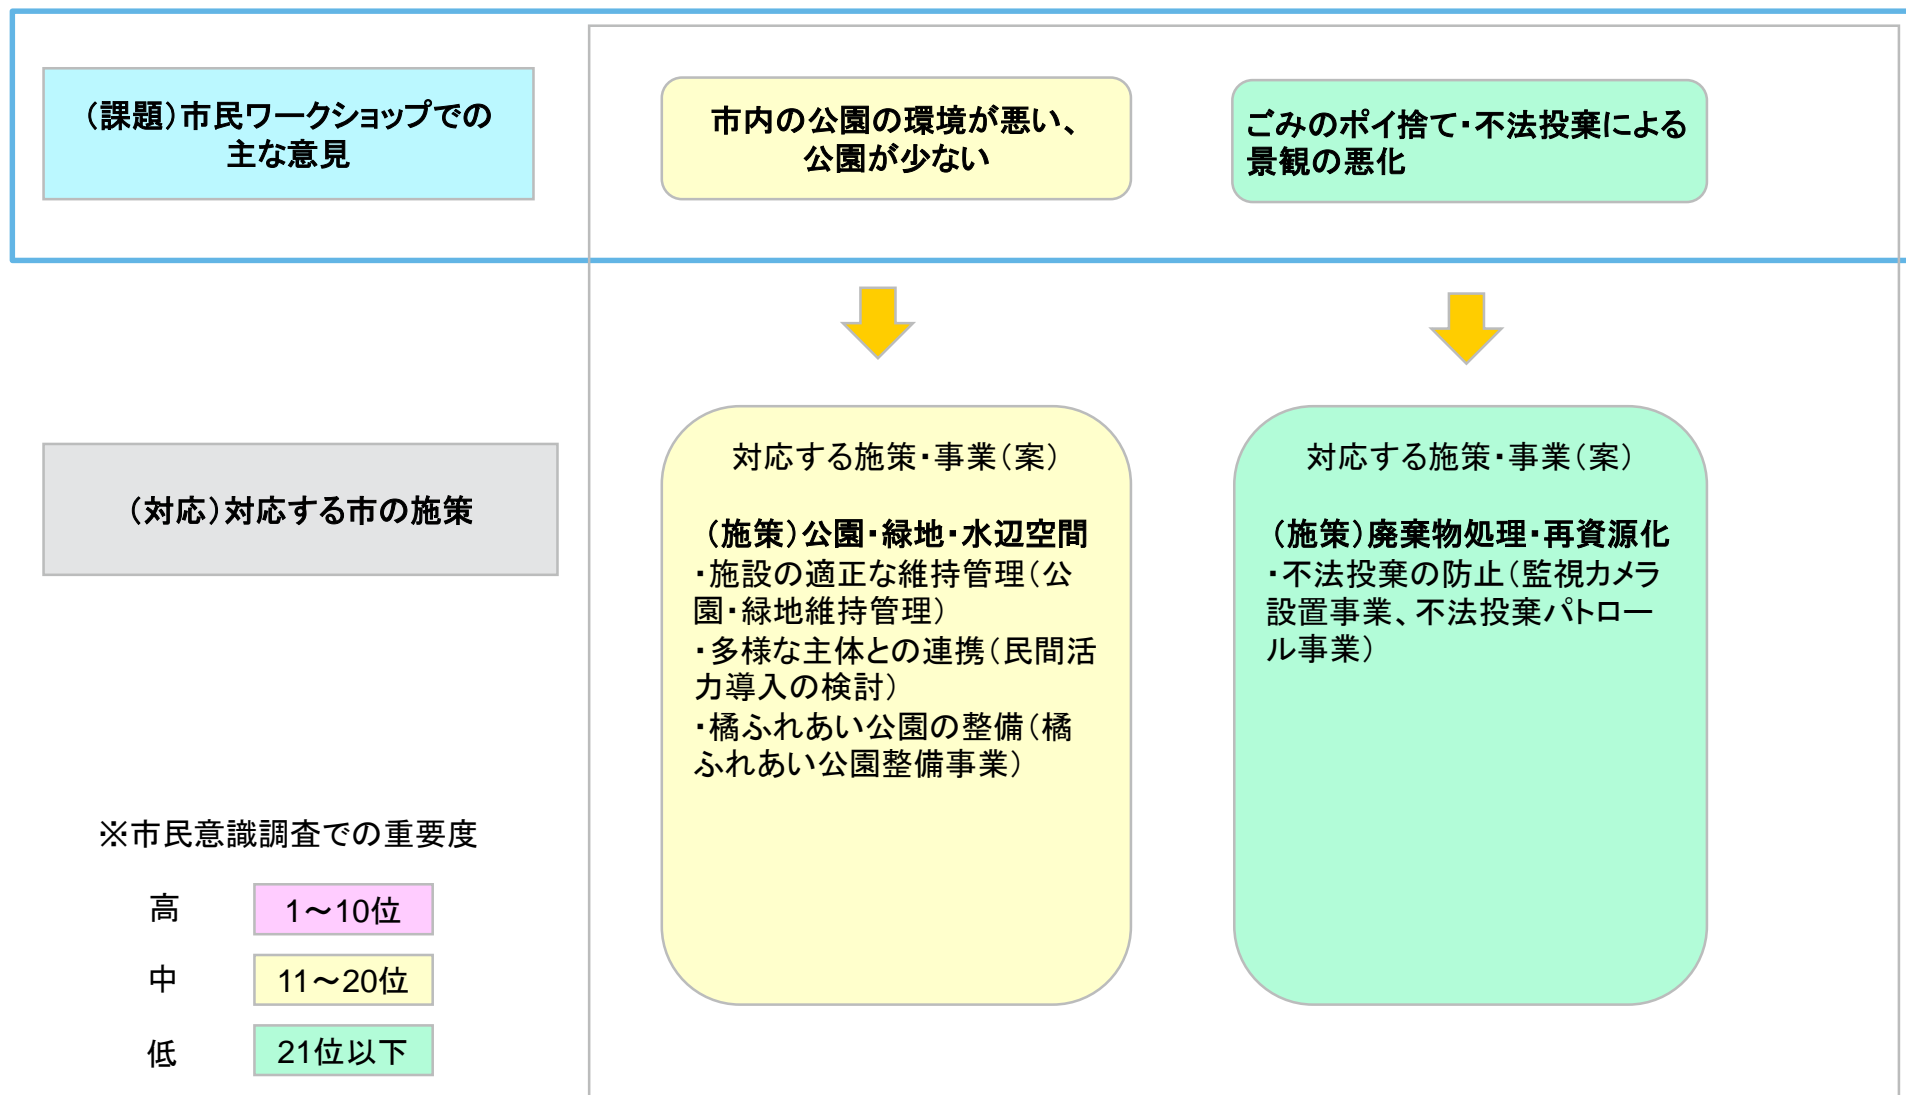 （課題）市民ワークショップでの
主な意見
市内の公園の環境が悪い、
公園が少ない
ごみのポイ捨て・不法投棄による
景観の悪化
（対応）対応する市の施策
対応する施策・事業（案）
（施策）公園・緑地・水辺空間
・施設の適正な維持管理（公
園・緑地維持管理）
・多様な主体との連携（民間活
力導入の検討）
・橘ふれあい公園の整備（橘
ふれあい公園整備事業）
対応する施策・事業（案）
（施策）廃棄物処理・再資源化
・不法投棄の防止（監視カメラ
設置事業、不法投棄パトロー
ル事業）
※市民意識調査での重要度
高 1～10位
中 11～20位
低 21位以下